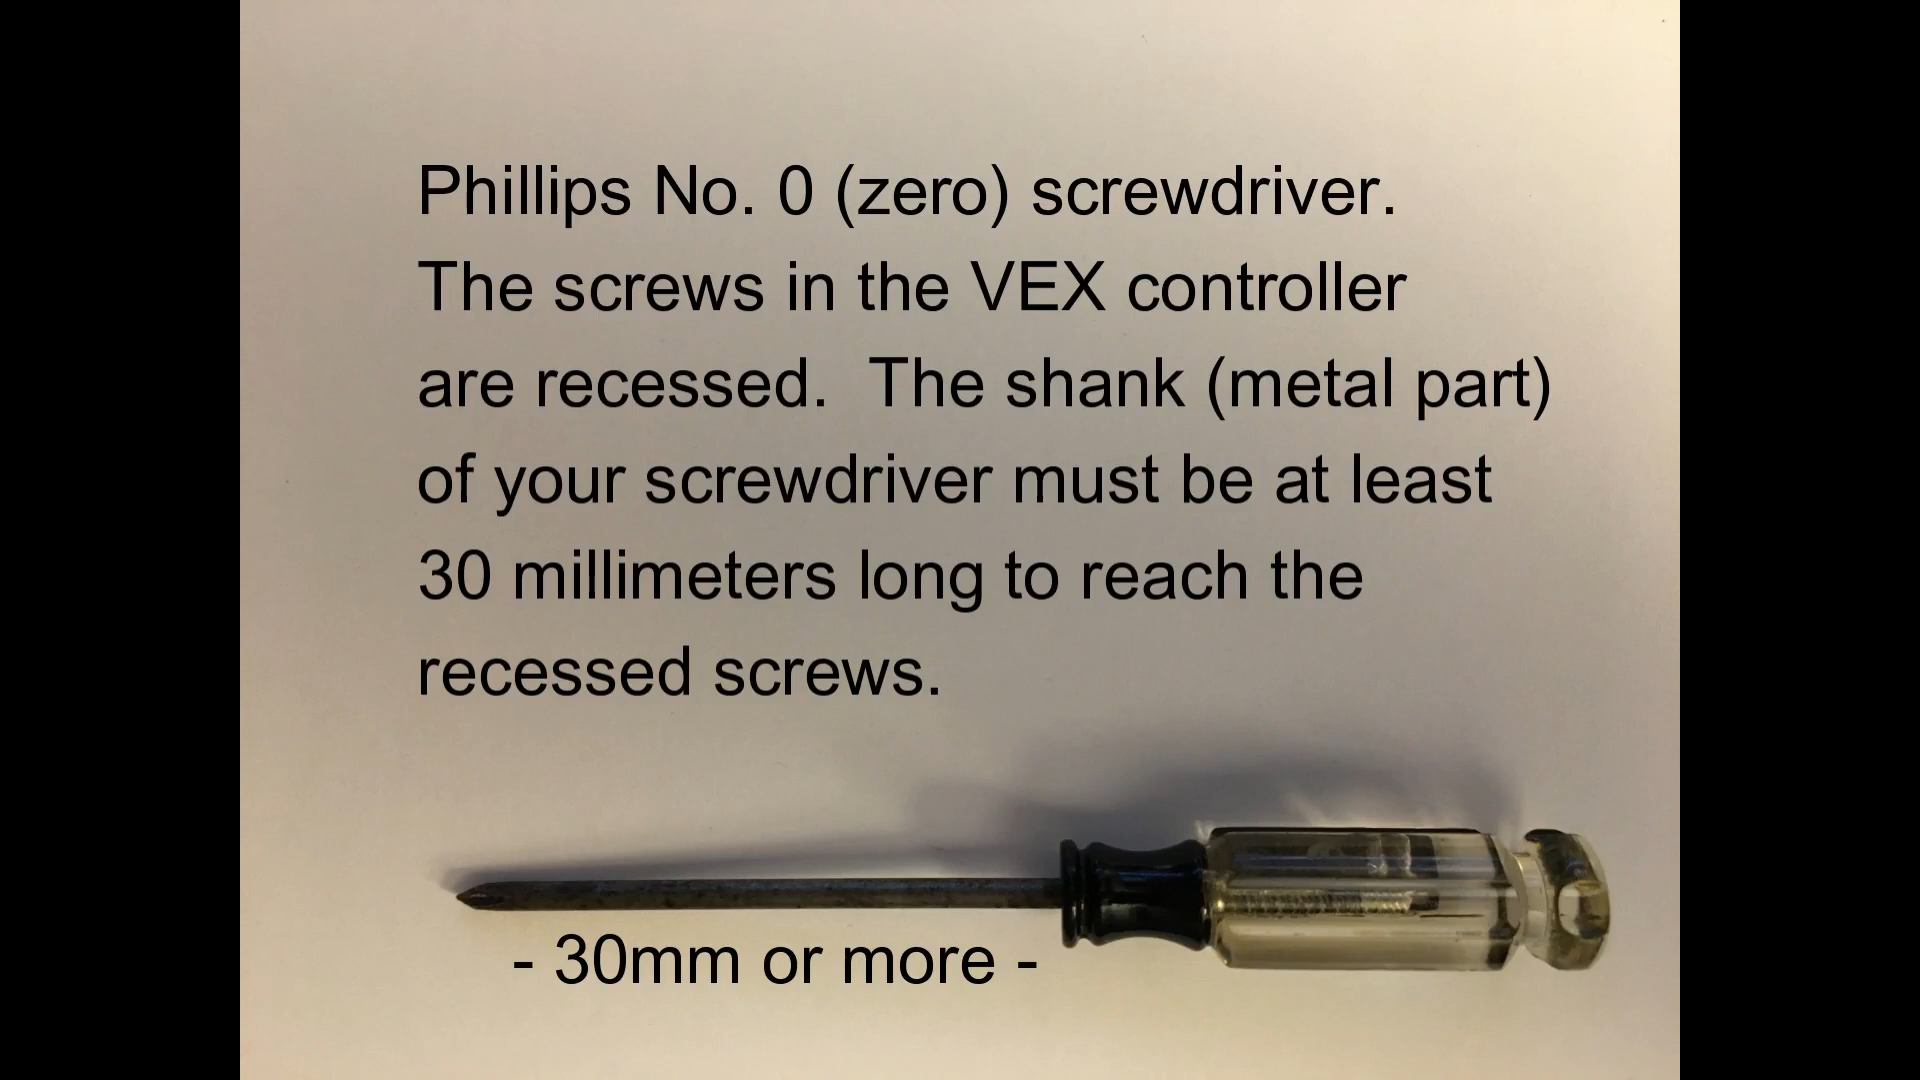 Phillips No. 0 (zero) screwdriver.
The screws in the VEX controller
are recessed.  The shank (metal part)
of your screwdriver must be at least
30 millimeters long to reach the
recessed screws.
- 30mm or more -